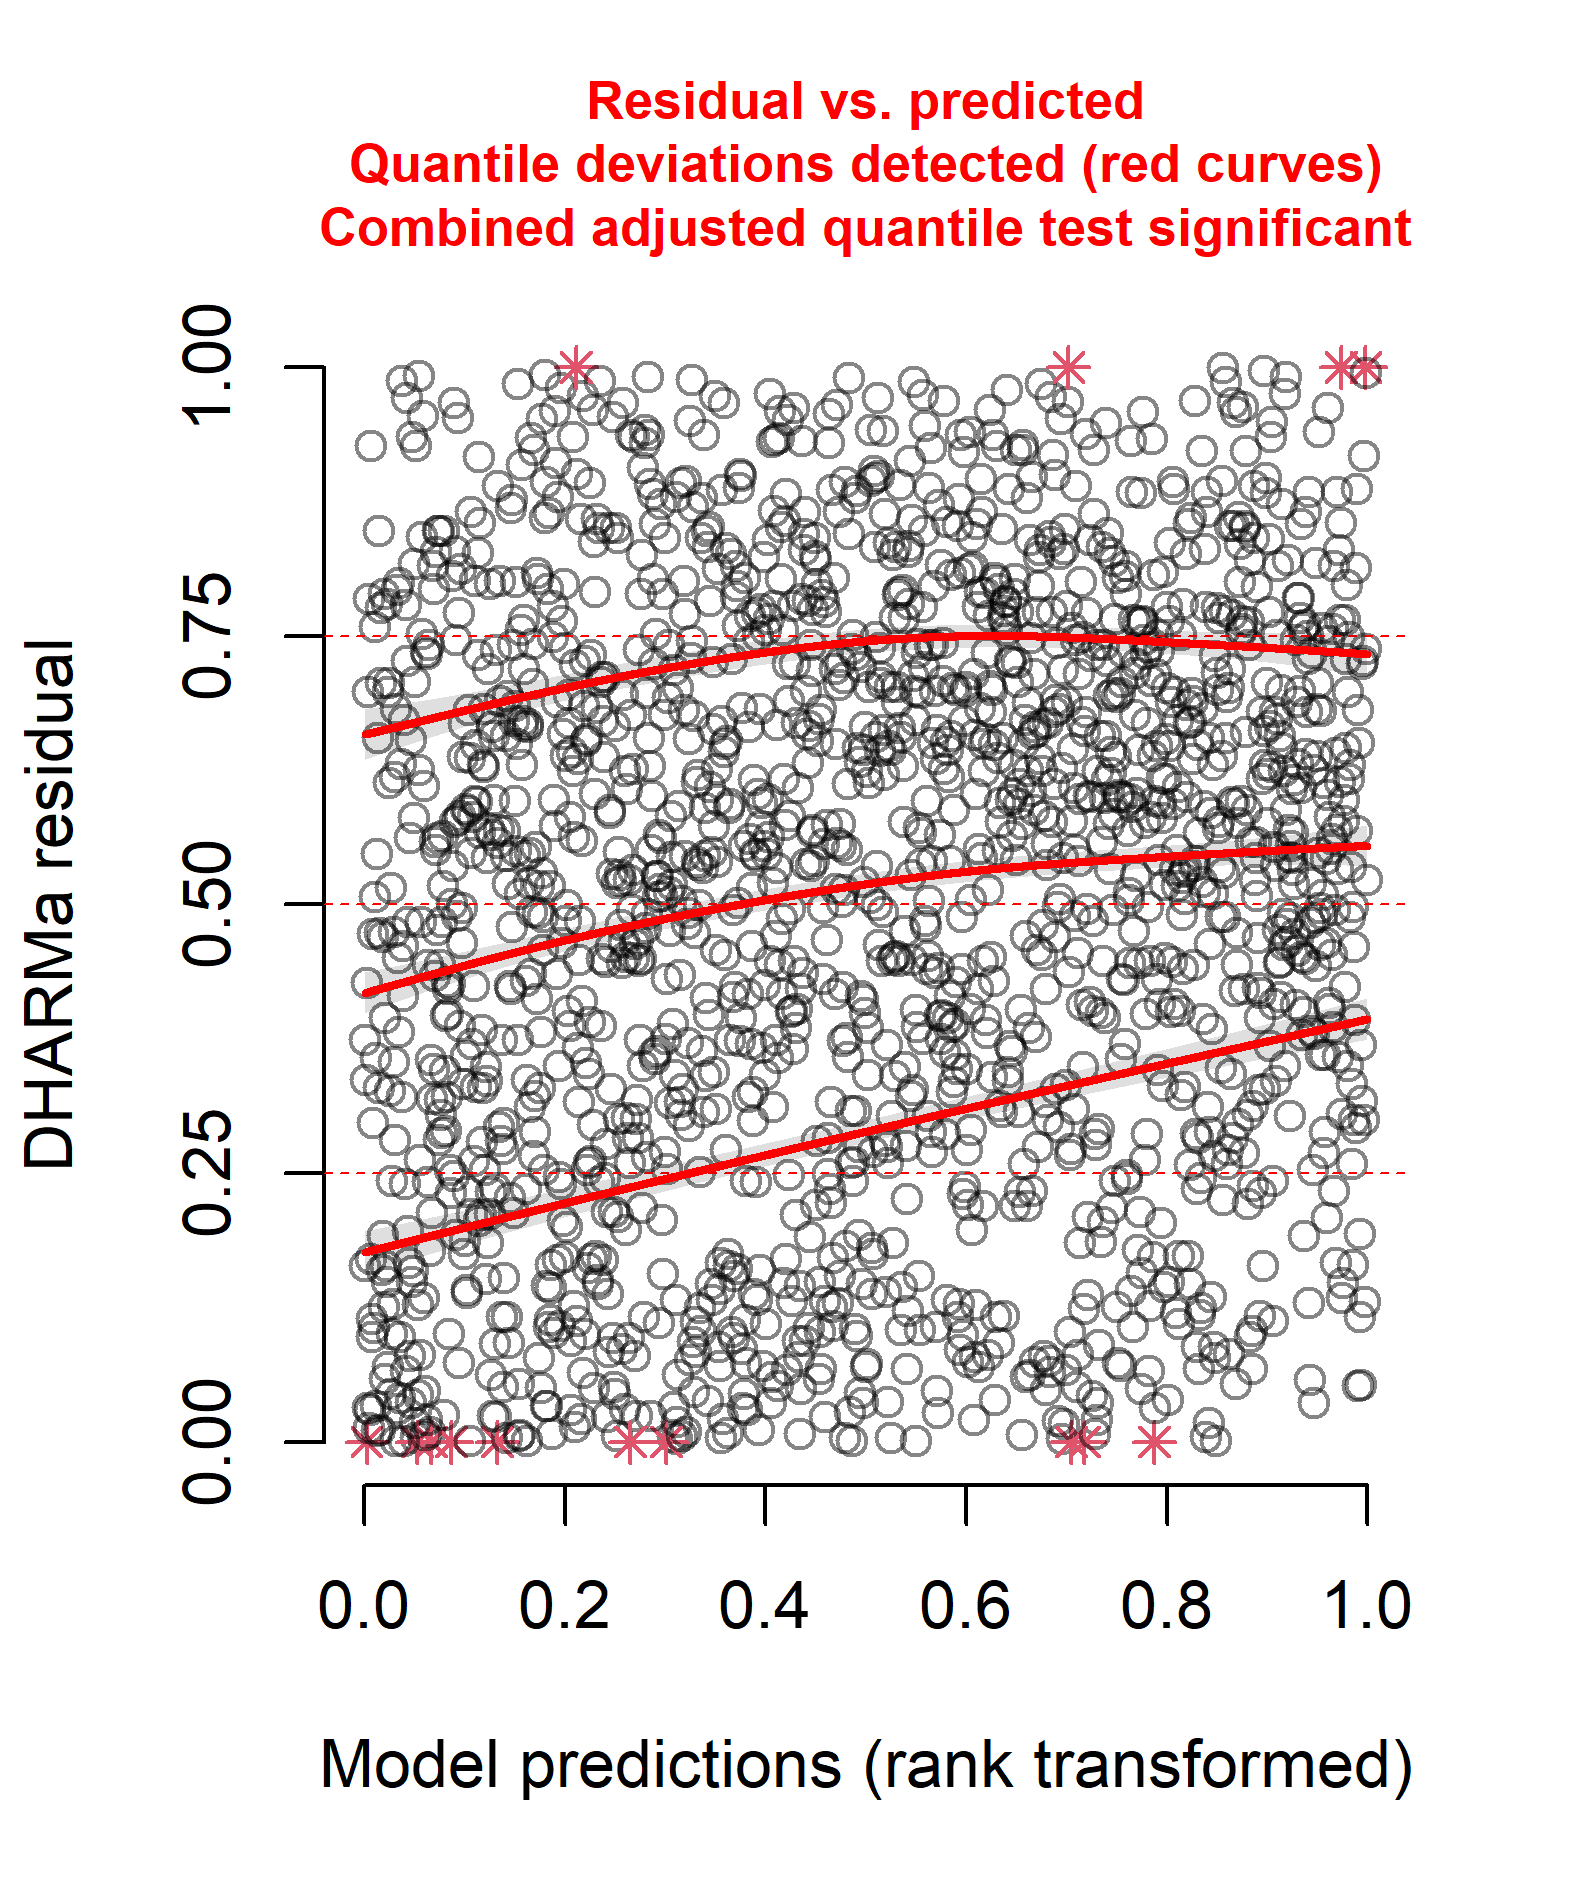 Residual vs. predicted
Quantile deviations detected (red curves)
Combined adjusted quantile test significant
DHARMa residual
1.00
0.75
0.50
0.25
0.00
0.0 0.2 0.4 0.6 0.8 1.0
Model predictions (rank transformed)